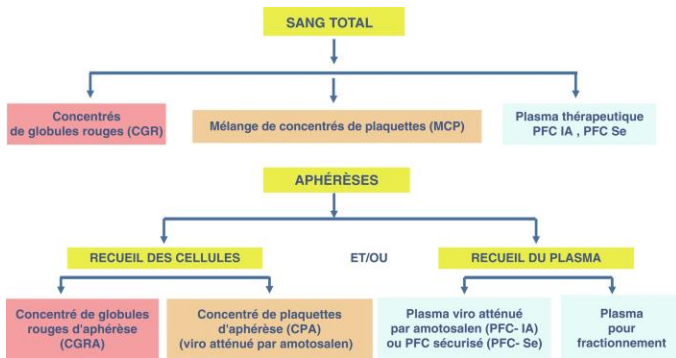 SANG TOTAL
Concentrés
de globules rouges (CGR)
Mélange de concentrés de plaquettes (MCP)
Plasma thérapeutique
PFC IA , PFC Se
APHÉRÈSES
RECUEIL DES CELLULES
ET/OU
RECUEIL DU PLASMA
Concentré de globules
rouges d'aphérèse
(CGRA)
Concentré de plaquettes
d'aphérèse (CPA)
(viro atténué par amotosalen)
Plasma viro atténué
par amotosalen (PFC- IA)
ou PFC sécurisé (PFC- Se)
Plasma
pour
fractionnement